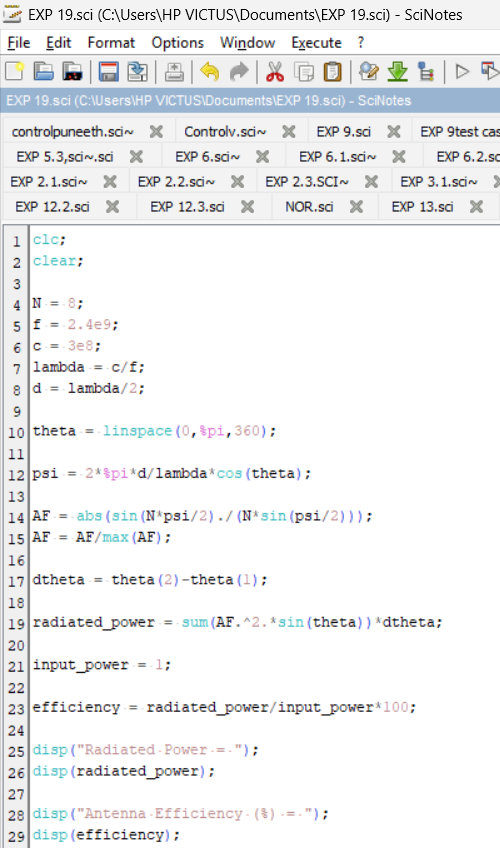 EXP 19.sci (C:\Users\HP VICTUS\Documents\EXP 19.sci) - SciNotes
File Edit Format Options Window Execute ?
EXP 19.sci (C:\Users\HP VICTUS\Documents\EXP 19.sci) - SciNotes
controlpuneeth.sci~ Controlv.sci~ EXP 9.sci EXP 9test cas
EXP 5.3,sci~.sci EXP 6.sci~ EXP 6.1.sci~ EXP 6.2.sc
EXP 2.1.sci~ EXP 2.2.sci~ EXP 2.3.SCI~ EXP 3.1.sci~
EXP 12.2.sci EXP 12.3.sci NOR.sci EXP 13.sci
1 clc;
2 clear;
3
4 N = 8;
5 f = 2.4e9;
6 c = 3e8;
7 lambda = c/f;
8 d = lambda/2;
9
10 theta = linspace(0,%pi,360);
11
12 psi = 2*%pi*d/lambda*cos(theta);
13
14 AF = abs(sin(N*psi/2)./(N*sin(psi/2)));
15 AF = AF/max(AF);
16
17 dtheta = theta(2)-theta(1);
18
19 radiated_power = sum(AF.^2.*sin(theta))*dtheta;
20
21 input_power = 1;
22
23 efficiency = radiated_power/input_power*100;
24
25 disp("Radiated Power = ");
26 disp(radiated_power);
27
28 disp("Antenna Efficiency (%) = ");
29 disp(efficiency);